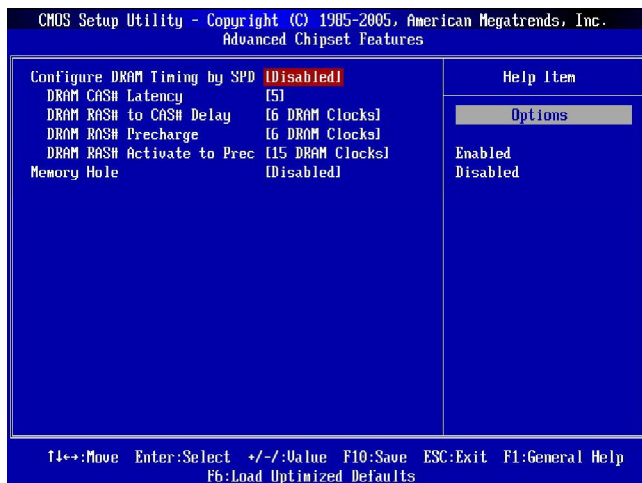 CMOS Setup Utility - Copyright (C) 1985-2005, American Megatrends, Inc.
Advanced Chipset Features
Configure DRAM Timing by SPD [Disabled]
DRAM CAS# Latency [5]
DRAM RAS# to CAS# Delay [6 DRAM Clocks]
DRAM RAS# Precharge [6 DRAM Clocks]
DRAM RAS# Activate to Prec [15 DRAM Clocks]
Memory Hole [Disabled]
Help Item
Options
Enabled
Disabled
↑↓←→:Move Enter:Select +/-/:Value F10:Save ESC:Exit F1:General Help
F6:Load Optimized Defaults